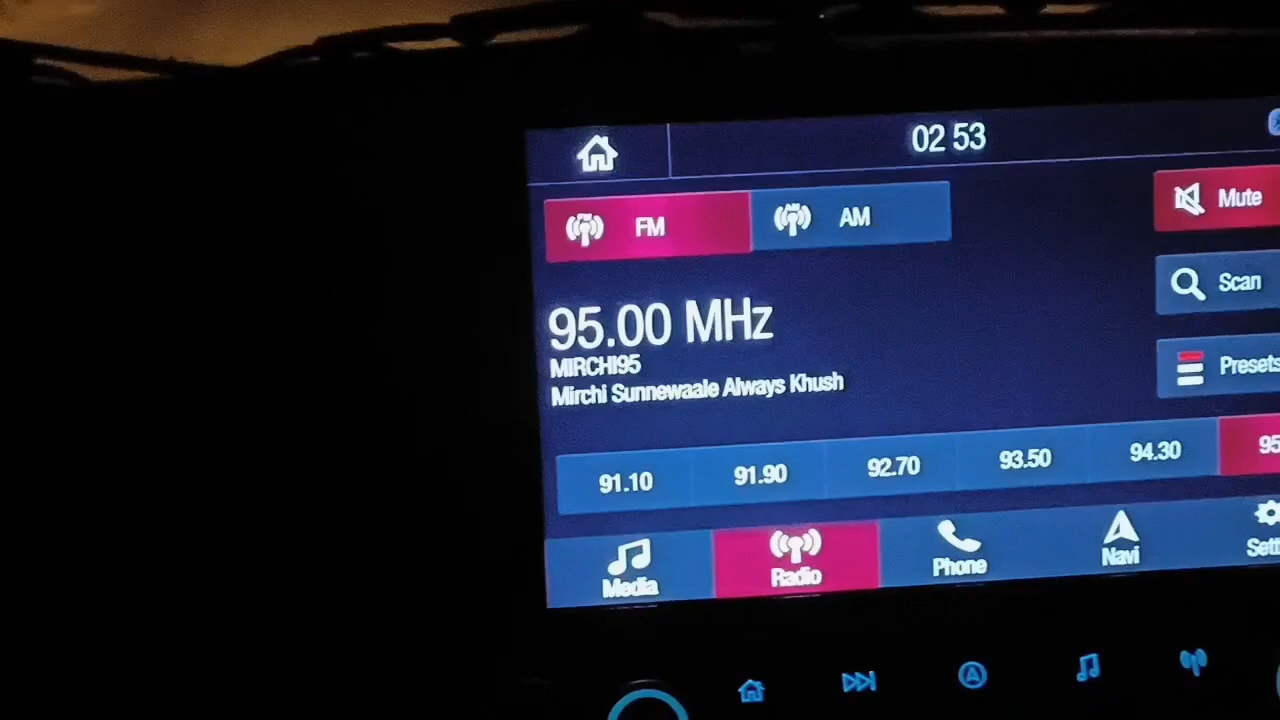 02 53
FM
AM
Mute
95.00 MHz
Scan
MIRCHI95
Mirchi Sunnewaale Always Khush
Presets
91.10 91.90 92.70 93.50 94.30 95
Media Radio Phone Navi Sett